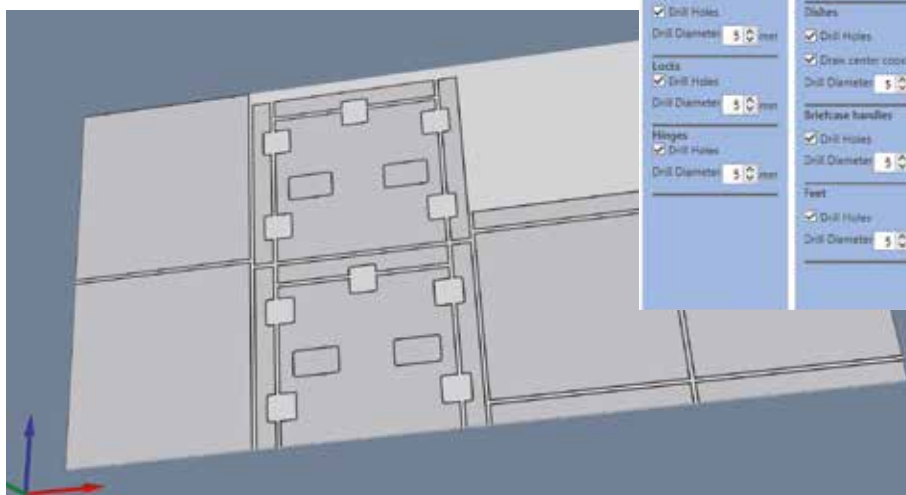 Drill Holes
Drill Diameter 5 mm
Locks
Drill Holes
Drill Diameter 5 mm
Hinges
Drill Holes
Drill Diameter 5 mm
Dishes
Drill Holes
Draw center
Drill Diameter 5
Briefcase handles
Drill Holes
Drill Diameter 5
Feet
Drill Holes
Drill Diameter 5